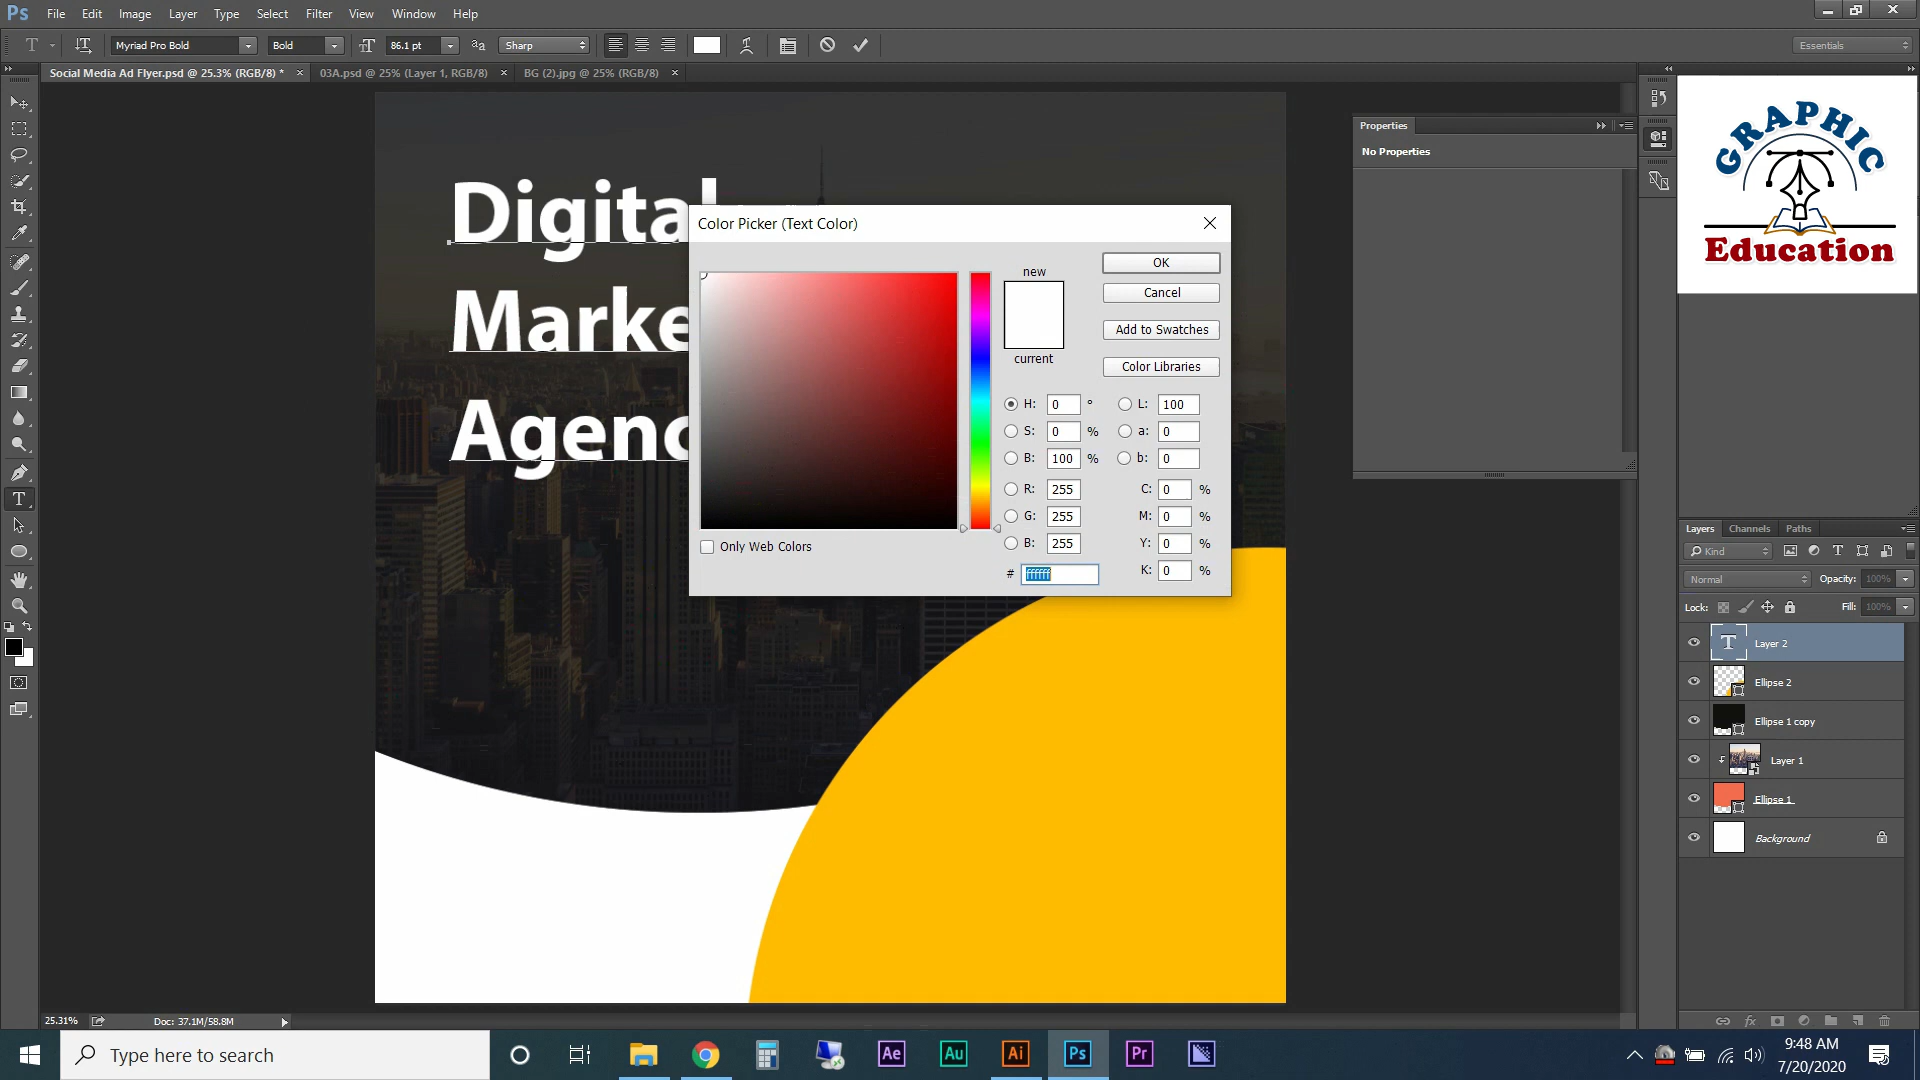 Ps File Edit Image Layer Type Select Filter View Window Help
T Myriad Pro Bold Bold 86.1 pt aa Sharp Essentials
Social Media Ad Flyer.psd @ 25.3% (RGB/8) * 03A.psd @ 25% (Layer 1, RGB/8) BG (2).jpg @ 25% (RGB/8)
Properties
No Properties
GRAPHIC
Education
Digital
Marke
Agenc
Color Picker (Text Color)
new
current
OK
Cancel
Add to Swatches
Color Libraries
H: 0 ° L: 100
S: 0 % a: 0
B: 100 % b: 0
R: 255 C: 0 %
G: 255 M: 0 %
B: 255 Y: 0 %
# ffffff K: 0 %
Only Web Colors
Layers Channels Paths
Kind
Normal Opacity: 100%
Lock: Fill: 100%
T Layer 2
Ellipse 2
Ellipse 1 copy
Layer 1
Ellipse 1
Background
fx
25.31% Doc: 37.1M/58.8M
Type here to search
Ae Au Ai Ps Pr
9:48 AM
7/20/2020